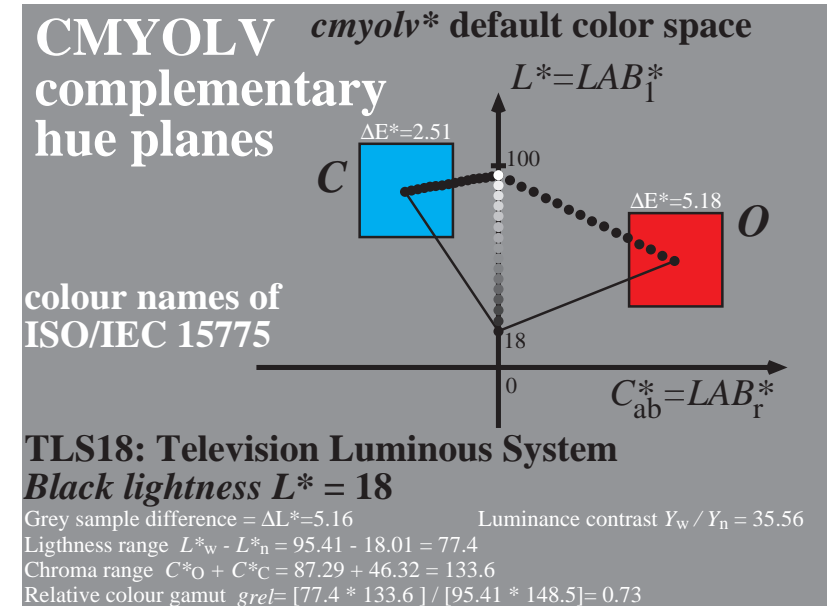 CMYOLV
complementary
hue planes
cmyolv* default color space
L*=LAB*1
ΔE*=2.51
C
100
ΔE*=5.18
O
colour names of
ISO/IEC 15775
18
0
C*ab=LAB*r
TLS18: Television Luminous System
Black lightness L* = 18
Grey sample difference = ΔL*=5.16
Luminance contrast Yw / Yn = 35.56
Ligthness range L*w - L*n = 95.41 - 18.01 = 77.4
Chroma range C*O + C*C = 87.29 + 46.32 = 133.6
Relative colour gamut grel= [77.4 * 133.6 ] / [95.41 * 148.5]= 0.73